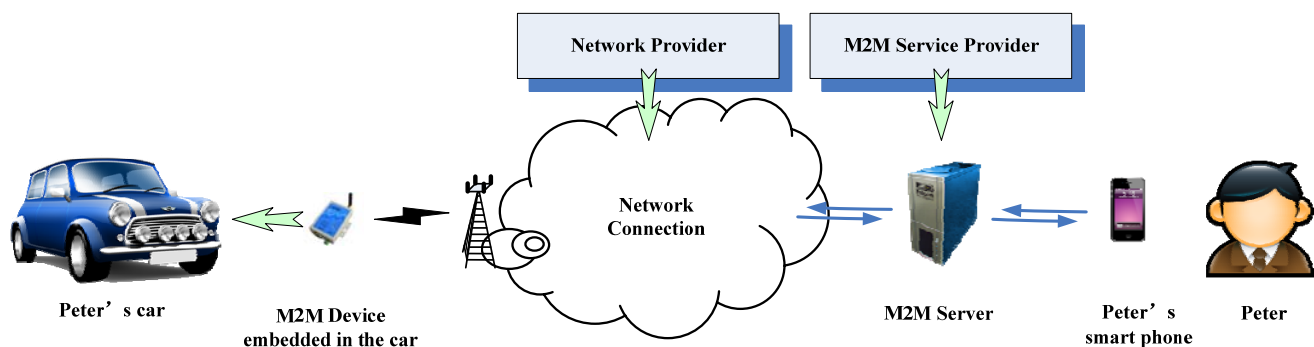 Network Provider
M2M Service Provider
Network
Connection
Peter’s car
M2M Device
embedded in the car
M2M Server
Peter’s
smart phone
Peter